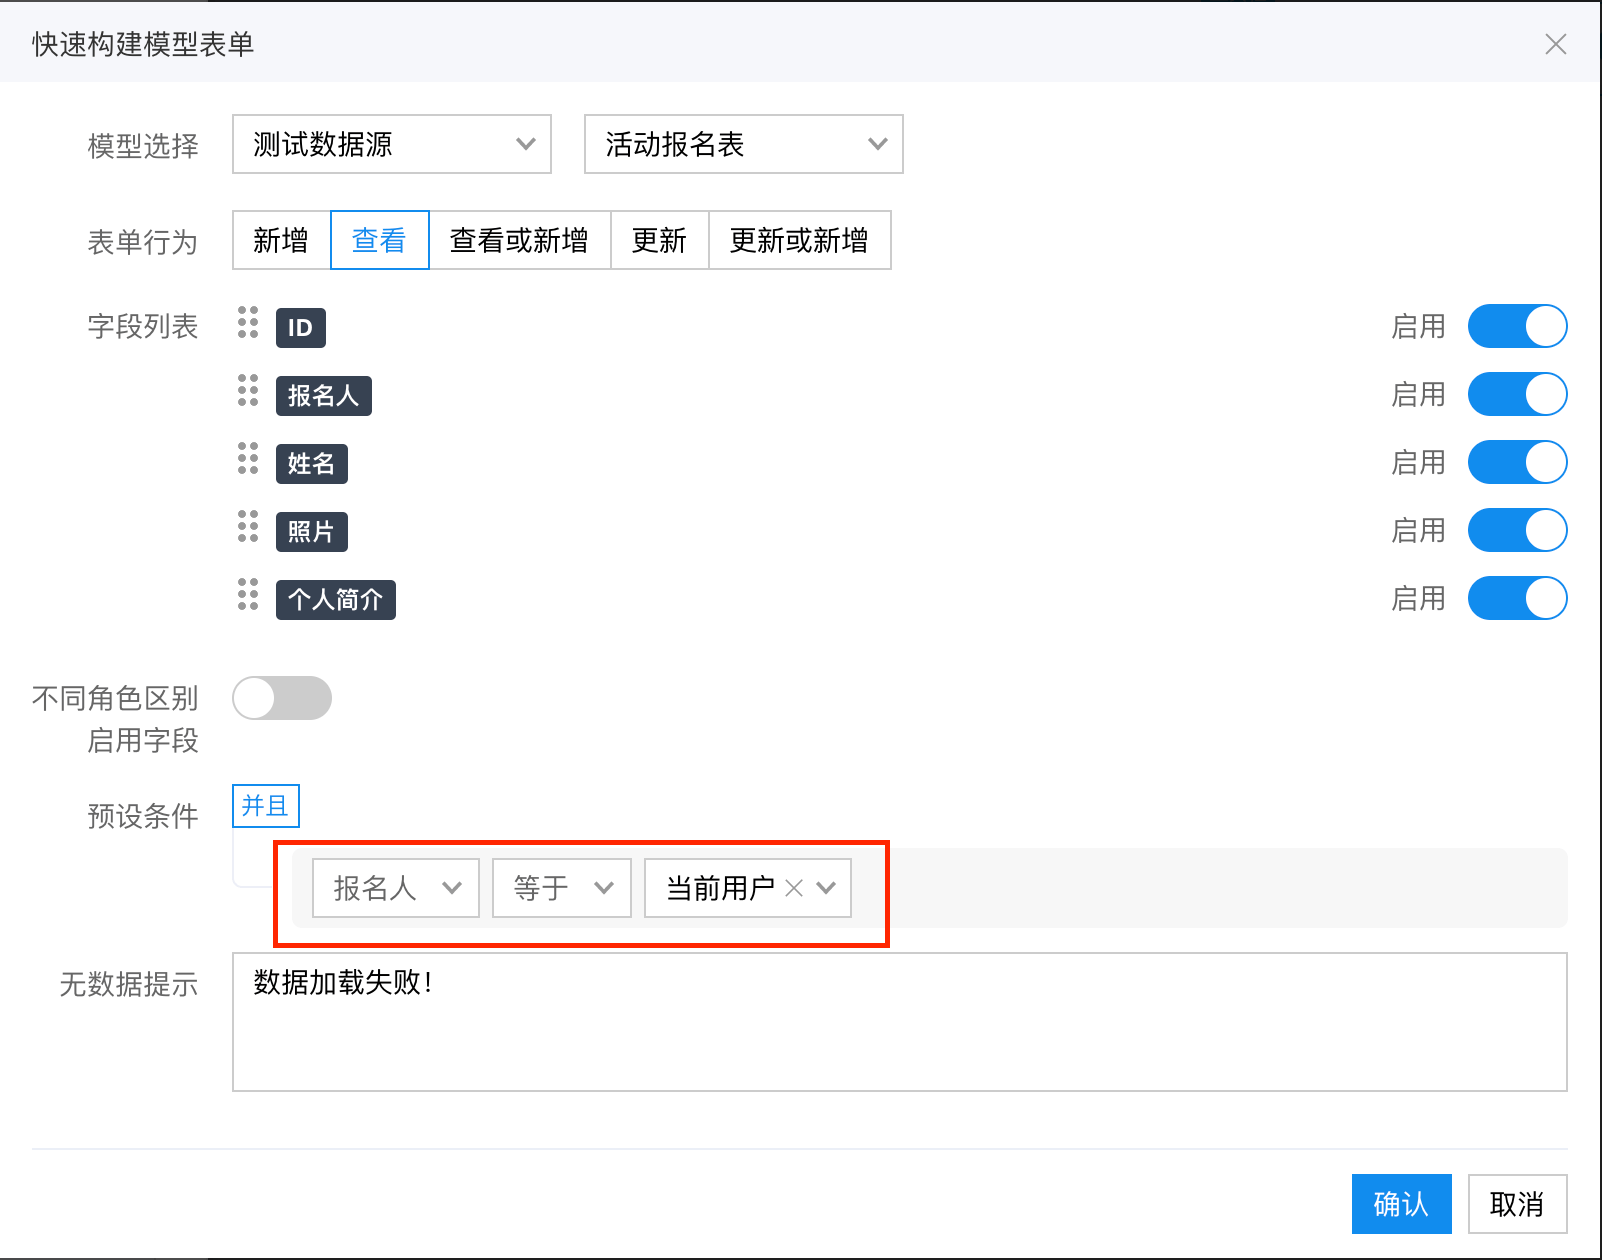 快速构建模型表单
模型选择 测试数据源 活动报名表
表单行为 新增 查看 查看或新增 更新 更新或新增
字段列表 ID 启用
报名人 启用
姓名 启用
照片 启用
个人简介 启用
不同角色区别
启用字段
预设条件 并且
报名人 等于 当前用户
无数据提示 数据加载失败！
确认 取消